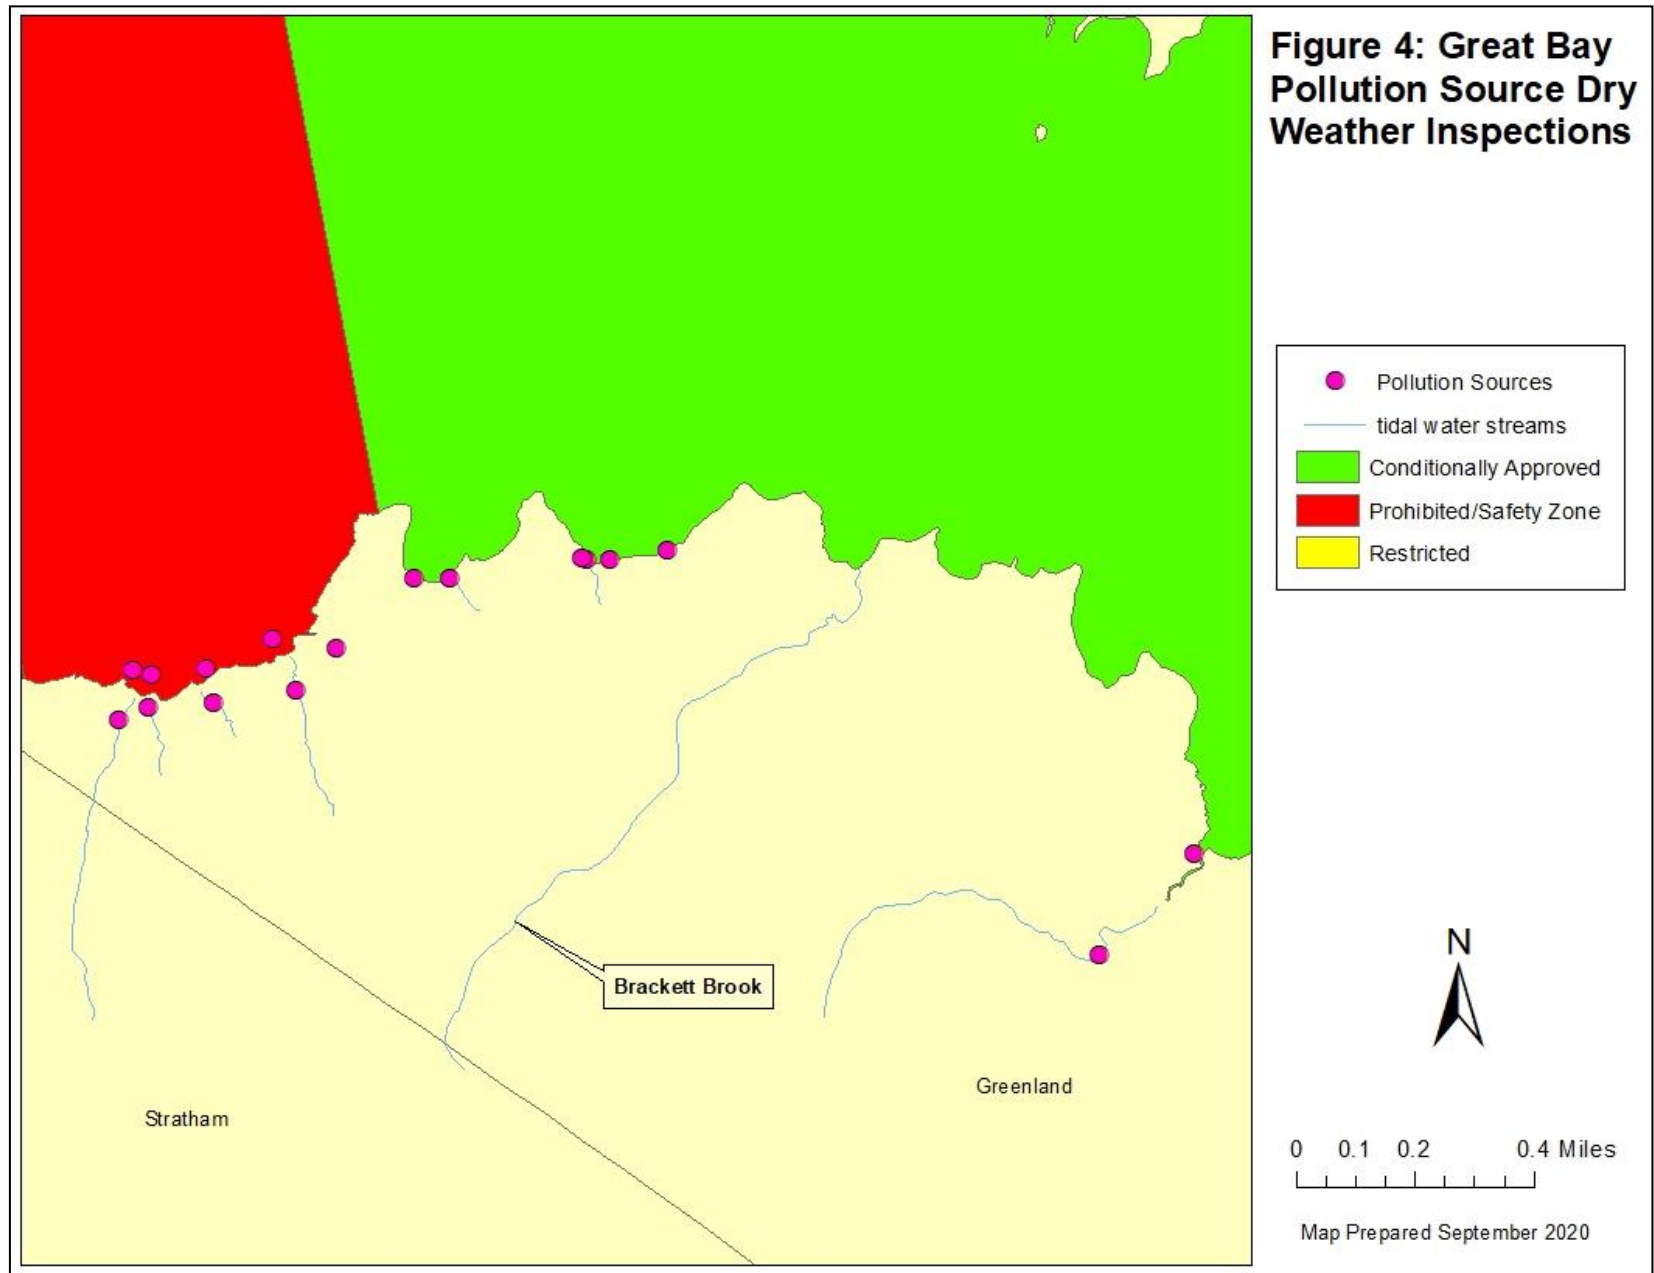 Figure 4: Great Bay
Pollution Source Dry
Weather Inspections
Pollution Sources
tidal water streams
Conditionally Approved
Prohibited/Safety Zone
Restricted
Brackett Brook
Stratham
Greenland
N
0 0.1 0.2 0.4 Miles
Map Prepared September 2020